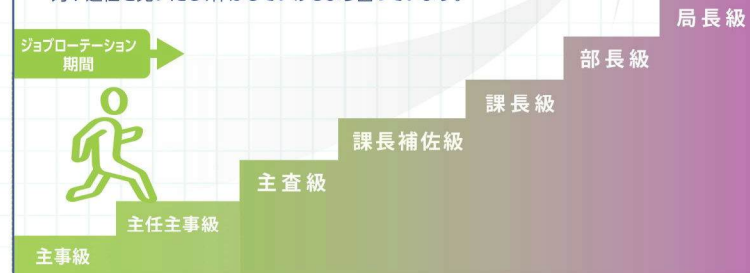 局長級
ジョブローテーション
期間
部長級
課長級
課長補佐級
主査級
主任主事級
主事級